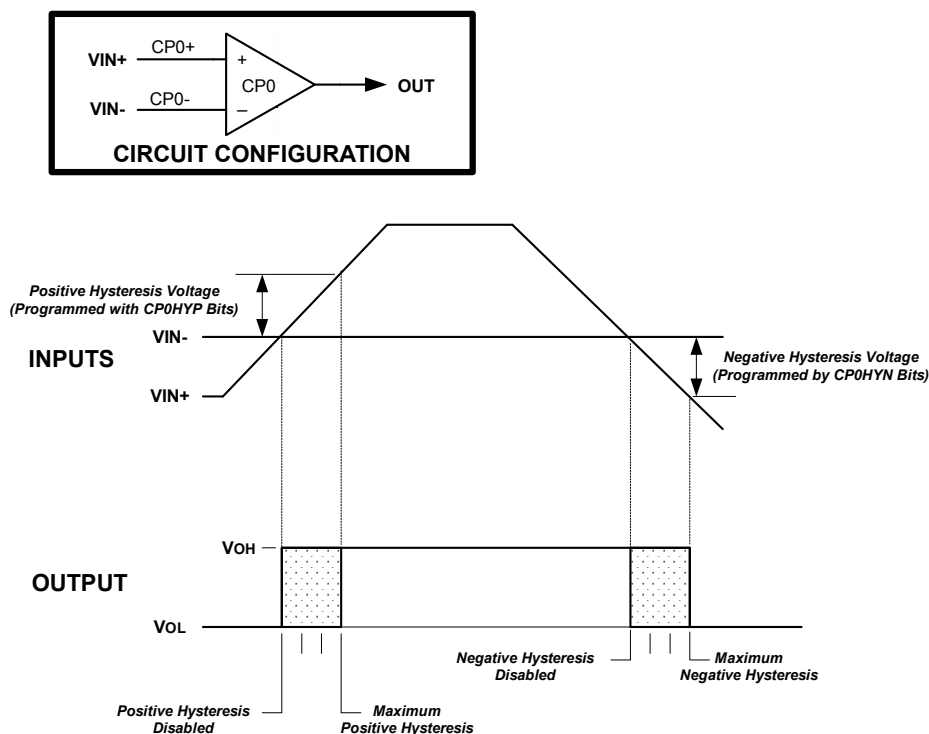 VIN+
CP0+
+
CP0
VIN-
CP0-
_
OUT
CIRCUIT CONFIGURATION
Positive Hysteresis Voltage
(Programmed with CP0HYP Bits)
VIN-
INPUTS
VIN+
Negative Hysteresis Voltage
(Programmed by CP0HYN Bits)
VOH
OUTPUT
VOL
Negative Hysteresis
Disabled
Maximum
Negative Hysteresis
Positive Hysteresis
Disabled
Maximum
Positive Hysteresis